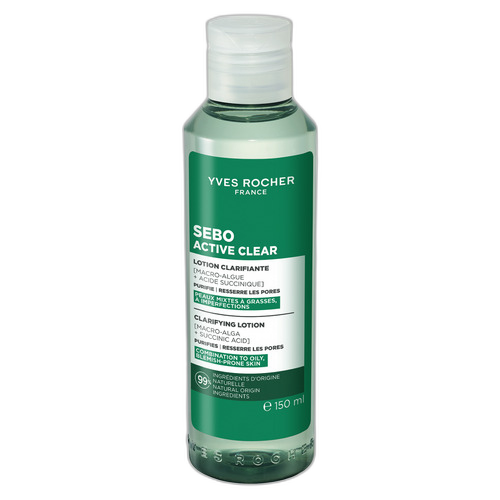 YVES ROCHER
FRANCE
SEBO
ACTIVE CLEAR
LOTION CLARIFIANTE
[MACRO-ALGUE
+ ACIDE SUCCINIQUE]
PURIFIE | RESSERRE LES PORES
PEAUX MIXTES À GRASSES,
À IMPERFECTIONS
CLARIFYING LOTION
[MACRO-ALGA
+ SUCCINIC ACID]
PURIFIES | RESSERRE LES PORES
COMBINATION TO OILY,
BLEMISH-PRONE SKIN
99%
INGRÉDIENTS D'ORIGINE
NATURELLE
NATURAL ORIGIN
INGREDIENTS
e 150 ml
YVES ROCHER